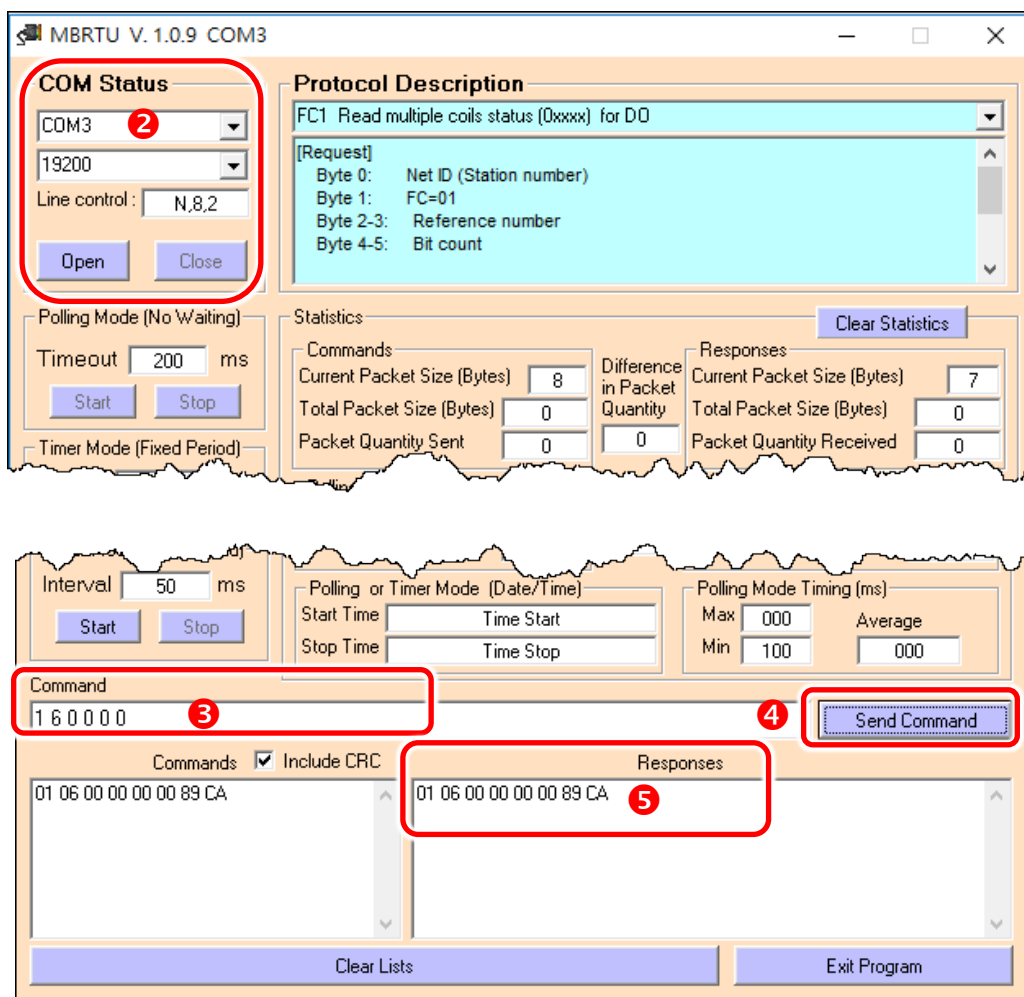 MBRTU V. 1.0.9 COM3
COM Status
COM3 ❷
19200
Line control : N,8,2
Open Close
Protocol Description
FC1 Read multiple coils status (0xxxx) for DO
[Request]
Byte 0: Net ID (Station number)
Byte 1: FC=01
Byte 2-3: Reference number
Byte 4-5: Bit count
Polling Mode (No Waiting)
Timeout 200 ms
Start Stop
Timer Mode (Fixed Period)
Statistics
Clear Statistics
Commands
Current Packet Size (Bytes) 8
Total Packet Size (Bytes) 0
Packet Quantity Sent 0
Difference
in Packet
Quantity
0
Responses
Current Packet Size (Bytes) 7
Total Packet Size (Bytes) 0
Packet Quantity Received 0
Interval 50 ms
Start Stop
Polling or Timer Mode (Date/Time)
Start Time Time Start
Stop Time Time Stop
Polling Mode Timing (ms)
Max 000 Average
Min 100 000
Command
1 6 0 0 0 0 ❸
❹ Send Command
Commands Include CRC
01 06 00 00 00 00 89 CA
Responses
01 06 00 00 00 00 89 CA ❺
Clear Lists
Exit Program